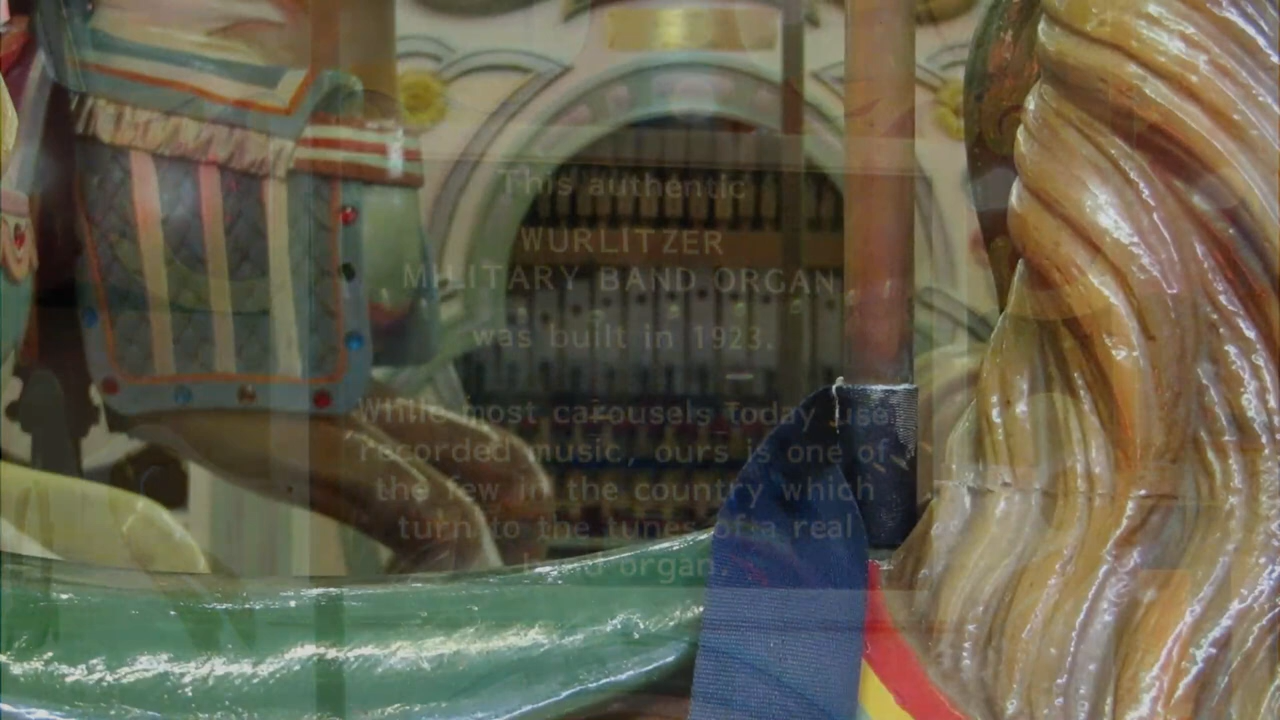 This authentic
WURLITZER
MILITARY BAND ORGAN
was built in 1923.
While most carousels today use
recorded music, ours is one of
the few in the country which
turn to the tunes of a real
band organ.